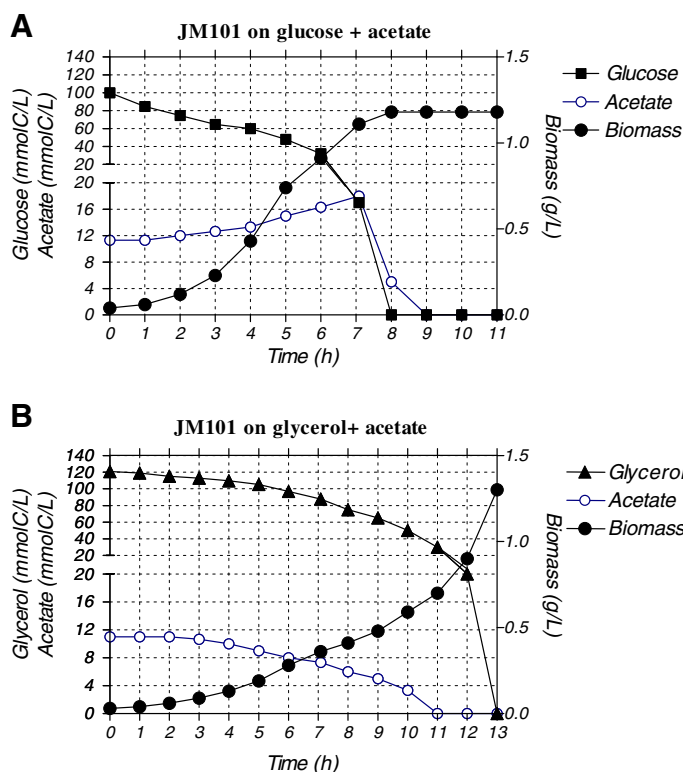 A
JM101 on glucose + acetate
Glucose (mmolC/L)
Acetate (mmolC/L)
140
120
100
80
60
40
20
20
16
12
8
4
0
1.5
1.0
0.5
0.0
Biomass (g/L)
0 1 2 3 4 5 6 7 8 9 10 11
Time (h)
Glucose
Acetate
Biomass
B
JM101 on glycerol+ acetate
Glycerol (mmolC/L)
Acetate (mmolC/L)
140
120
100
80
60
40
20
20
16
12
8
4
0
1.5
1.0
0.5
0.0
Biomass (g/L)
0 1 2 3 4 5 6 7 8 9 10 11 12 13
Time (h)
Glycerol
Acetate
Biomass